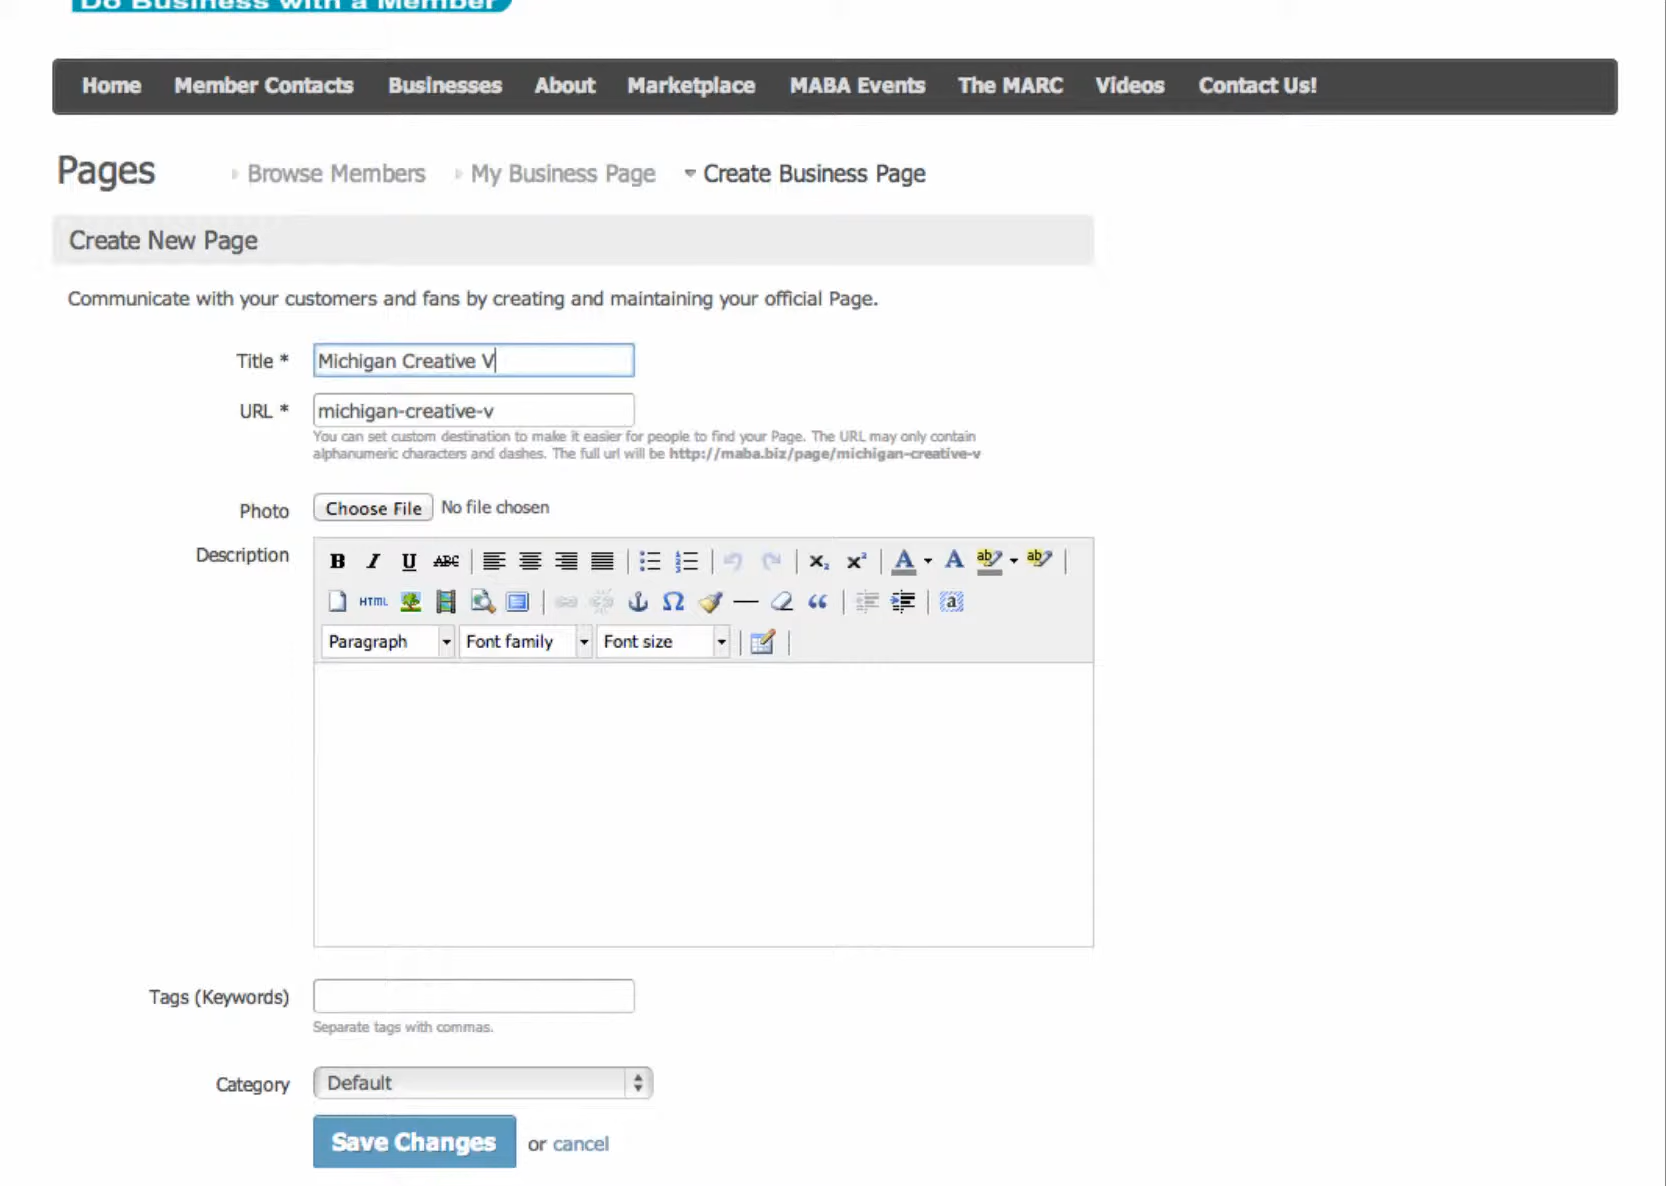 Do Business with a Member
Home Member Contacts Businesses About Marketplace MABA Events The MARC Videos Contact Us!
Pages Browse Members My Business Page Create Business Page
Create New Page
Communicate with your customers and fans by creating and maintaining your official Page.
Title * Michigan Creative V
URL * michigan-creative-v
You can set custom destination to make it easier for people to find your Page. The URL may only contain
alphanumeric characters and dashes. The full url will be http://maba.biz/page/michigan-creative-v
Photo Choose File No file chosen
Description B I U ABC x₂ x² A A ab ab
HTML Ω “ a
Paragraph Font family Font size
Tags (Keywords)
Separate tags with commas.
Category Default
Save Changes or cancel